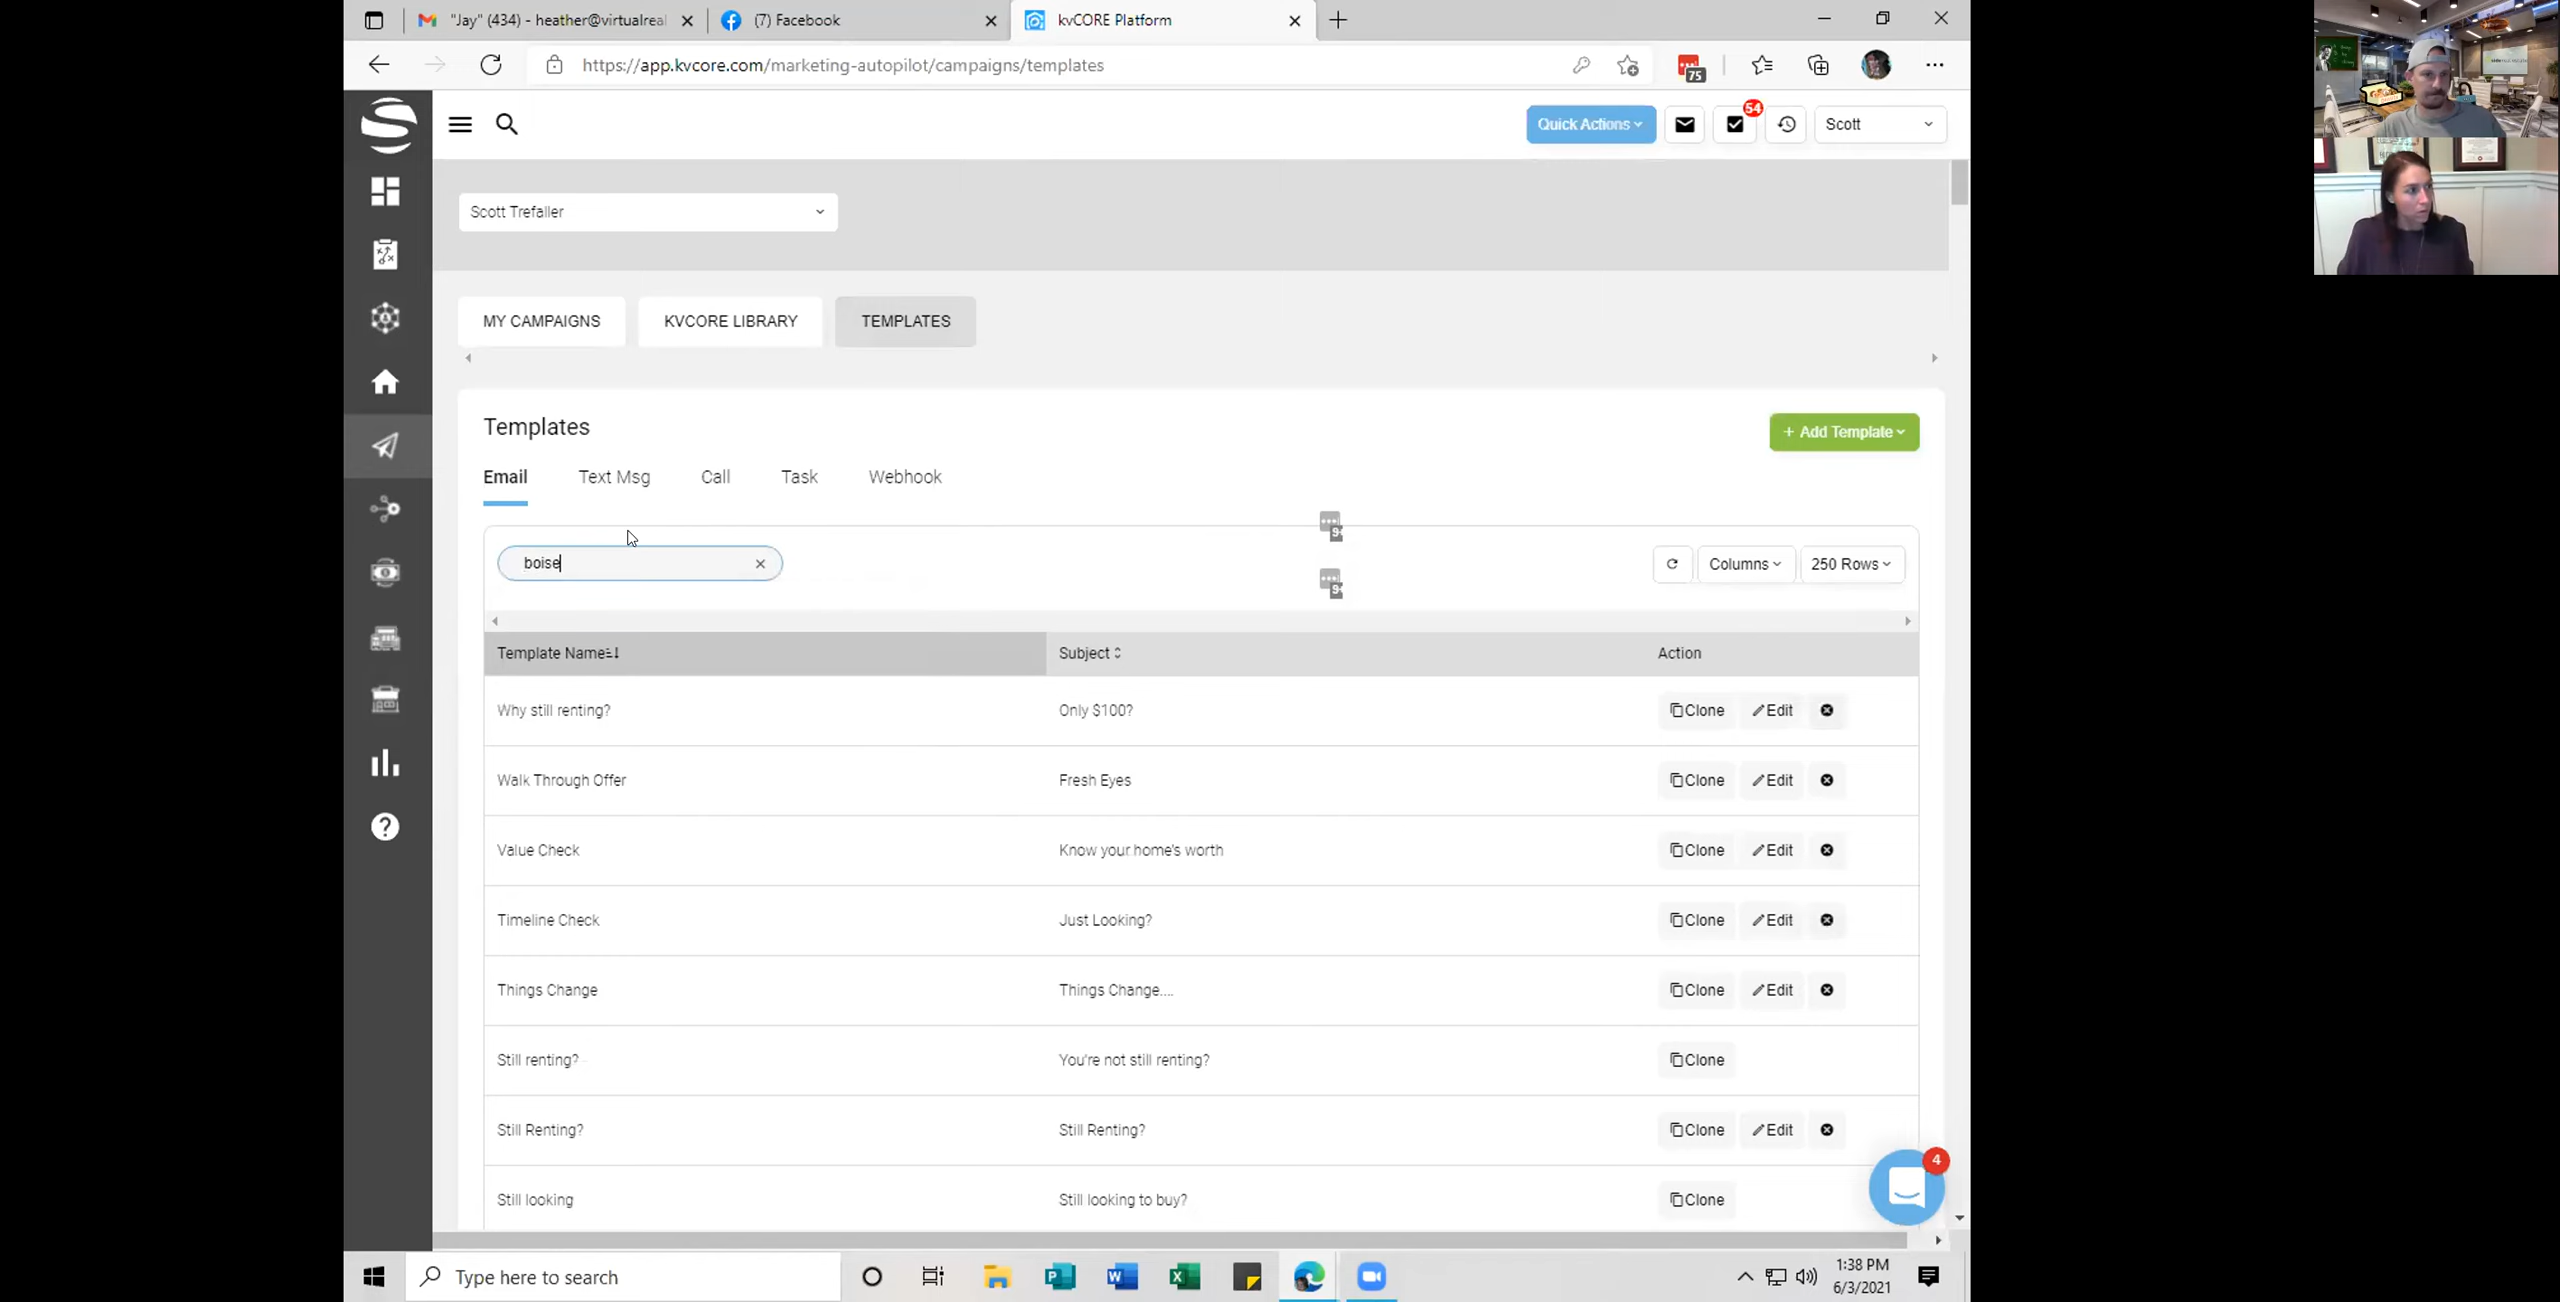 "Jay" (434) - heather@virtualreal
(7) Facebook
kvCORE Platform
https://app.kvcore.com/marketing-autopilot/campaigns/templates
75
Quick Actions
54
Scott
Scott Trefaller
MY CAMPAIGNS
KVCORE LIBRARY
TEMPLATES
Templates
+ Add Template
Email
Text Msg
Call
Task
Webhook
boise
Columns
250 Rows
9+
9+
Template Name
Subject
Action
Why still renting?
Only $100?
Clone
Edit
Walk Through Offer
Fresh Eyes
Clone
Edit
Value Check
Know your home's worth
Clone
Edit
Timeline Check
Just Looking?
Clone
Edit
Things Change
Things Change....
Clone
Edit
Still renting?
You're not still renting?
Clone
Still Renting?
Still Renting?
Clone
Edit
4
Still looking
Still looking to buy?
Clone
Type here to search
1:38 PM
6/3/2021